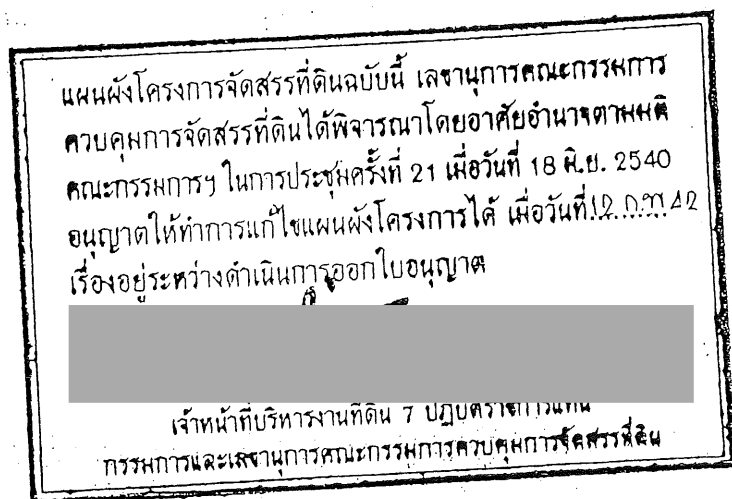 แผนผังโครงการจัดสรรที่ดินฉบับนี้ เลขานุการคณะกรรมการ
ควบคุมการจัดสรรที่ดินได้พิจารณาโดยอาศัยอำนาจตามมติ
คณะกรรมการฯ ในการประชุมครั้งที่ 21 เมื่อวันที่ 18 มิ.ย. 2540
อนุญาตให้ทำการแก้ไขแผนผังโครงการได้ เมื่อวันที่ 12 ก.พ. 42
เรื่องอยู่ระหว่างดำเนินการออกใบอนุญาต
เจ้าหน้าที่บริหารงานที่ดิน 7 ปฏิบัติราชการแทน
กรรมการและเลขานุการคณะกรรมการควบคุมการจัดสรรที่ดิน